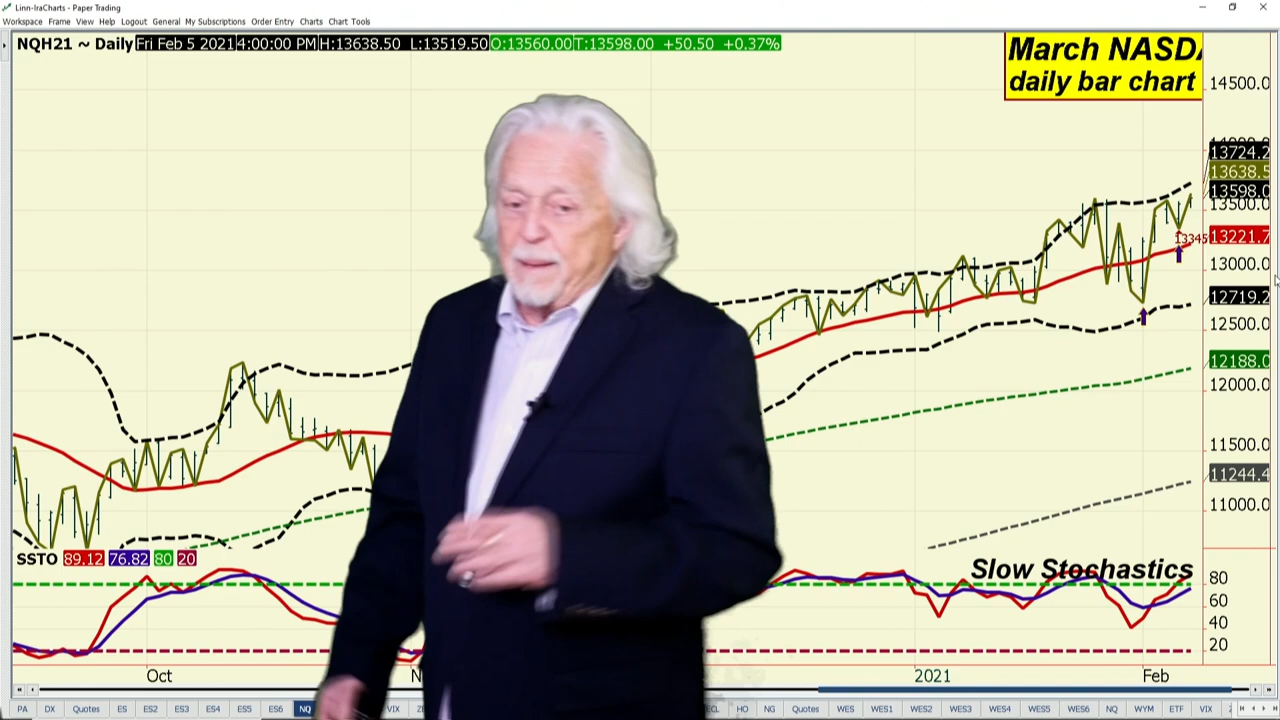 Linn-IraCharts - Paper Trading
Workspace Frame View Help Logout General My Subscriptions Order Entry Charts Chart Tools
NQH21 ~ Daily Fri Feb 5 2021 4:00:00 PM H:13638.50 L:13519.50 O:13560.00 T:13598.00 +50.50 +0.37%
March NASDA
daily bar chart
14500.0
13724.2
13638.5
13598.0
13500.0
13345 13221.7
13000.0
12719.2
12500.0
12188.0
12000.0
11500.0
11244.4
11000.0
SSTO 89.12 76.82 80 20
Slow Stochastics
80
60
40
20
Oct N 2021 Feb
PA DX Quotes ES ES2 ES3 ES4 ES5 ES6 NQ VIX HO NG Quotes WES WES1 WES2 WES3 WES4 WES5 WES6 NQ WYM ETF VIX